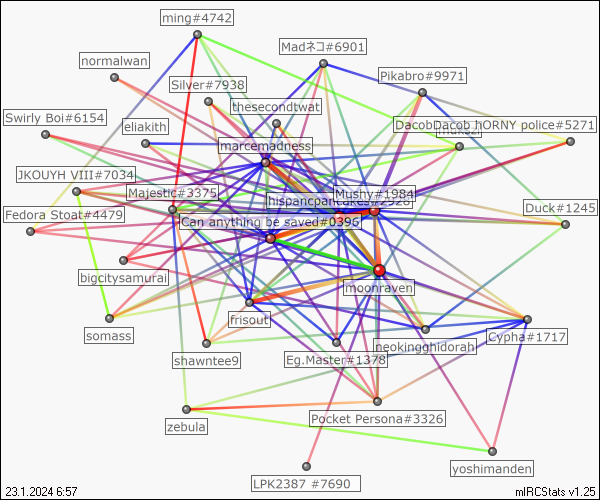 ming#4742
Madネコ#6901
normalwan
Pikabro#9971
Silver#7938
thesecondtwat
Swirly Boi#6154
eliakith
DacobDacob hORNY police#5271
marcemadness
JKOUYH VIII#7034
Majestic#3375
Mushy#1984
Fedora Stoat#4479
Can anything be saved#0396
Duck#1245
bigcitysamurai
moonraven
somass
frisout
neokingghidorah
Cypha#1717
shawntee9
Eg.Master#1378
Pocket Persona#3326
zebula
yoshimanden
LPK2387 #7690
23.1.2024 6:57
mIRCStats v1.25